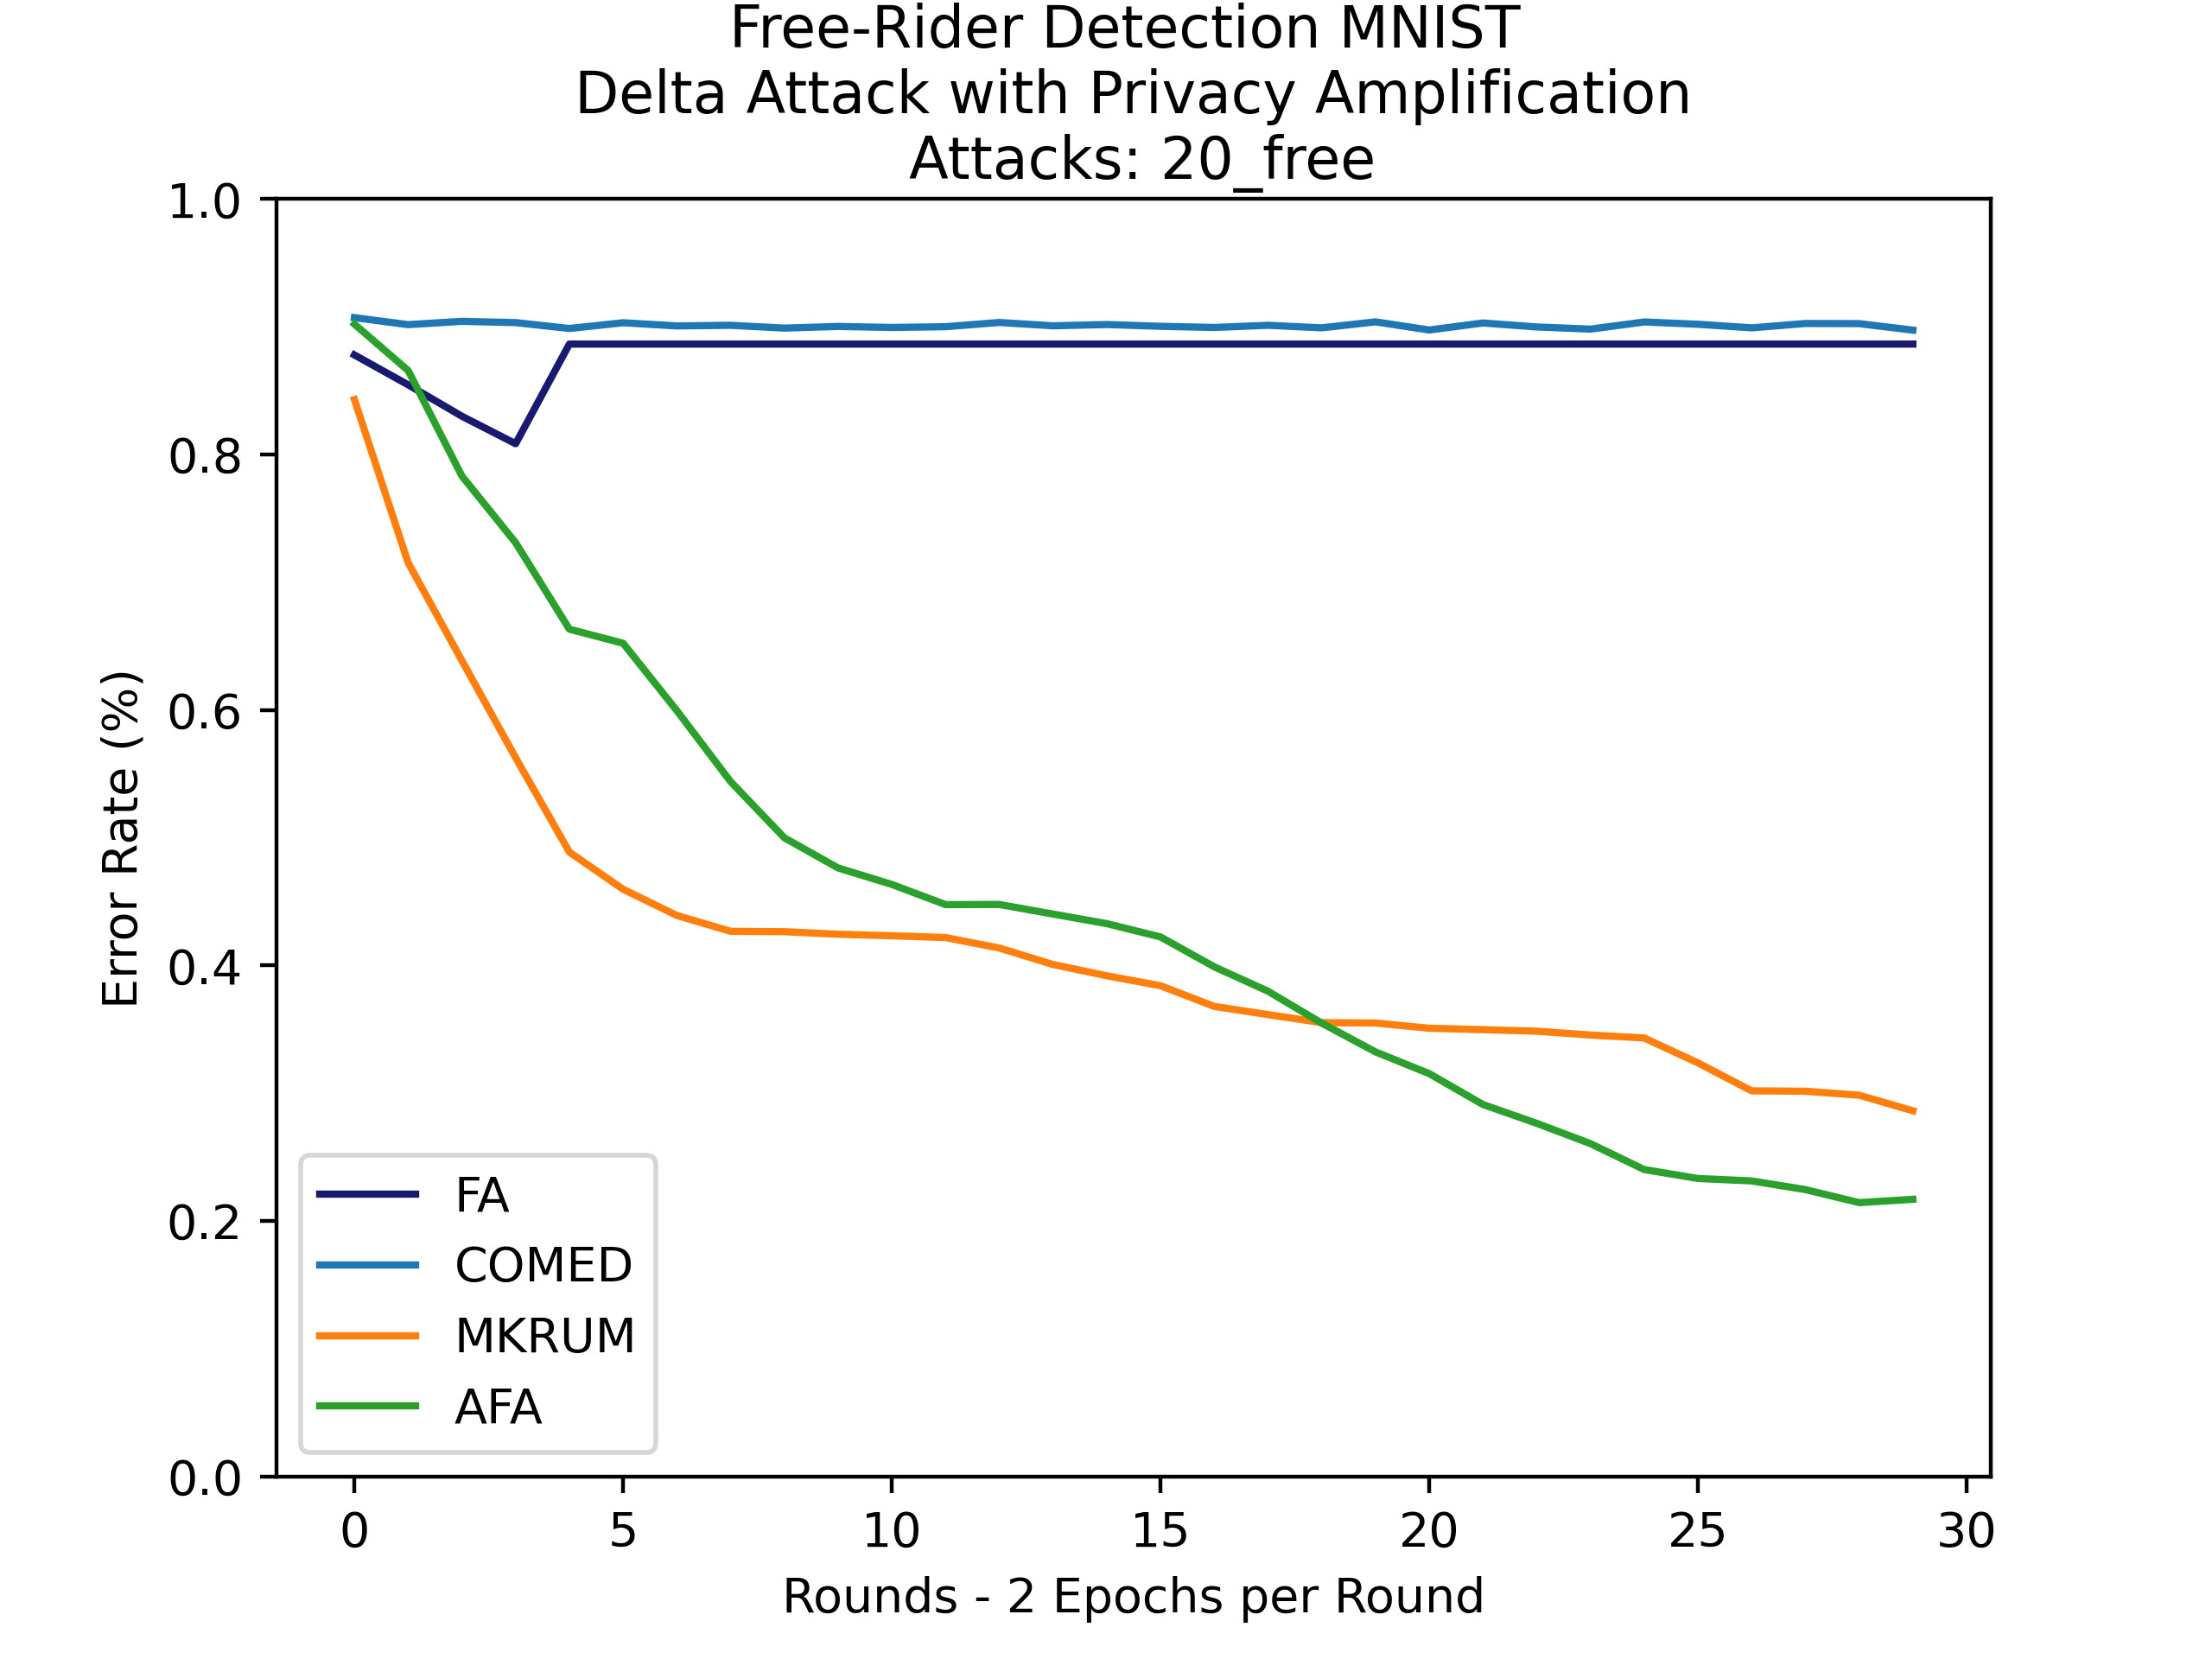 Free-Rider Detection MNIST
Delta Attack with Privacy Amplification
Attacks: 20_free
1.0
0.8
0.6
0.4
0.2
0.0
Error Rate (%)
FA
COMED
MKRUM
AFA
0 5 10 15 20 25 30
Rounds - 2 Epochs per Round